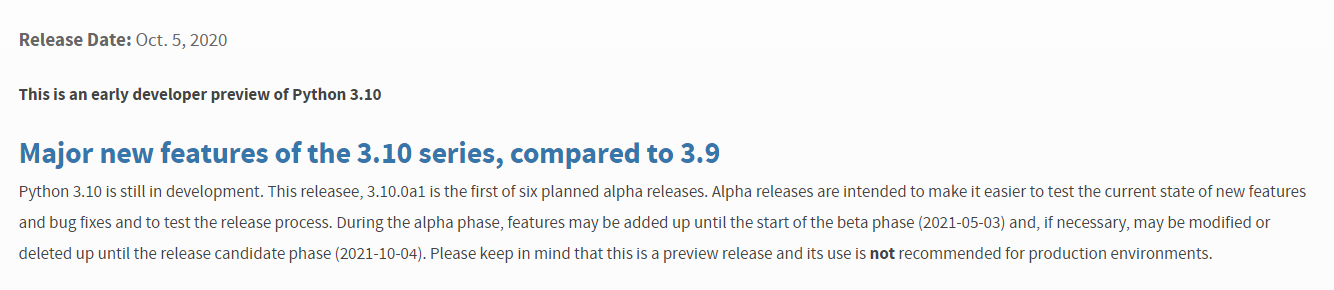 Release Date: Oct. 5, 2020
This is an early developer preview of Python 3.10
Major new features of the 3.10 series, compared to 3.9
Python 3.10 is still in development. This releasee, 3.10.0a1 is the first of six planned alpha releases. Alpha releases are intended to make it easier to test the current state of new features
and bug fixes and to test the release process. During the alpha phase, features may be added up until the start of the beta phase (2021-05-03) and, if necessary, may be modified or
deleted up until the release candidate phase (2021-10-04). Please keep in mind that this is a preview release and its use is not recommended for production environments.